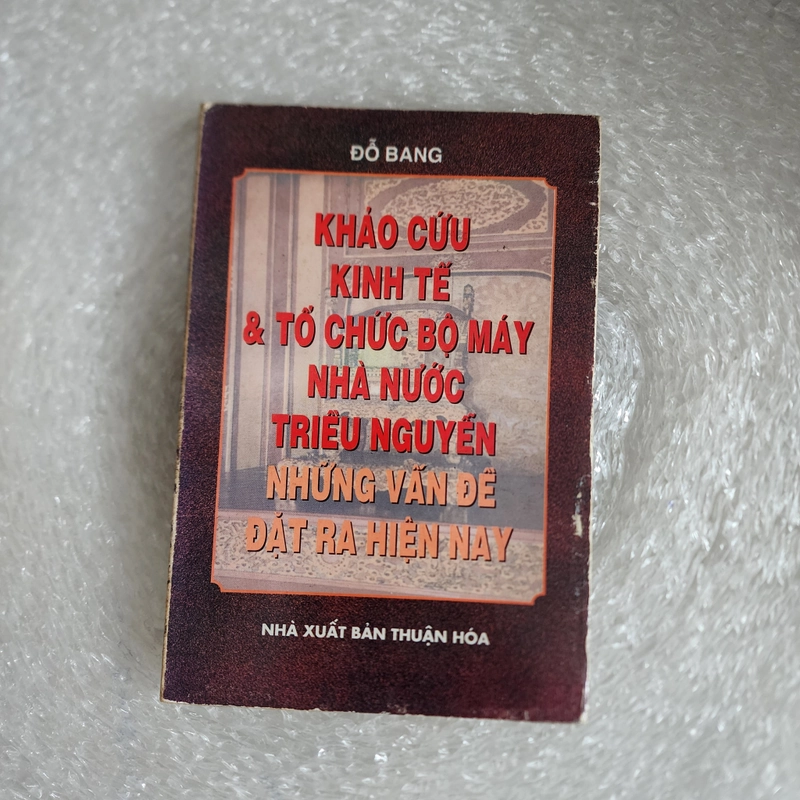 ĐỖ BANG
KHẢO CỨU
KINH TẾ
& TỔ CHỨC BỘ MÁY
NHÀ NƯỚC
TRIỀU NGUYỄN
NHỮNG VẤN ĐỀ
ĐẶT RA HIỆN NAY
NHÀ XUẤT BẢN THUẬN HÓA